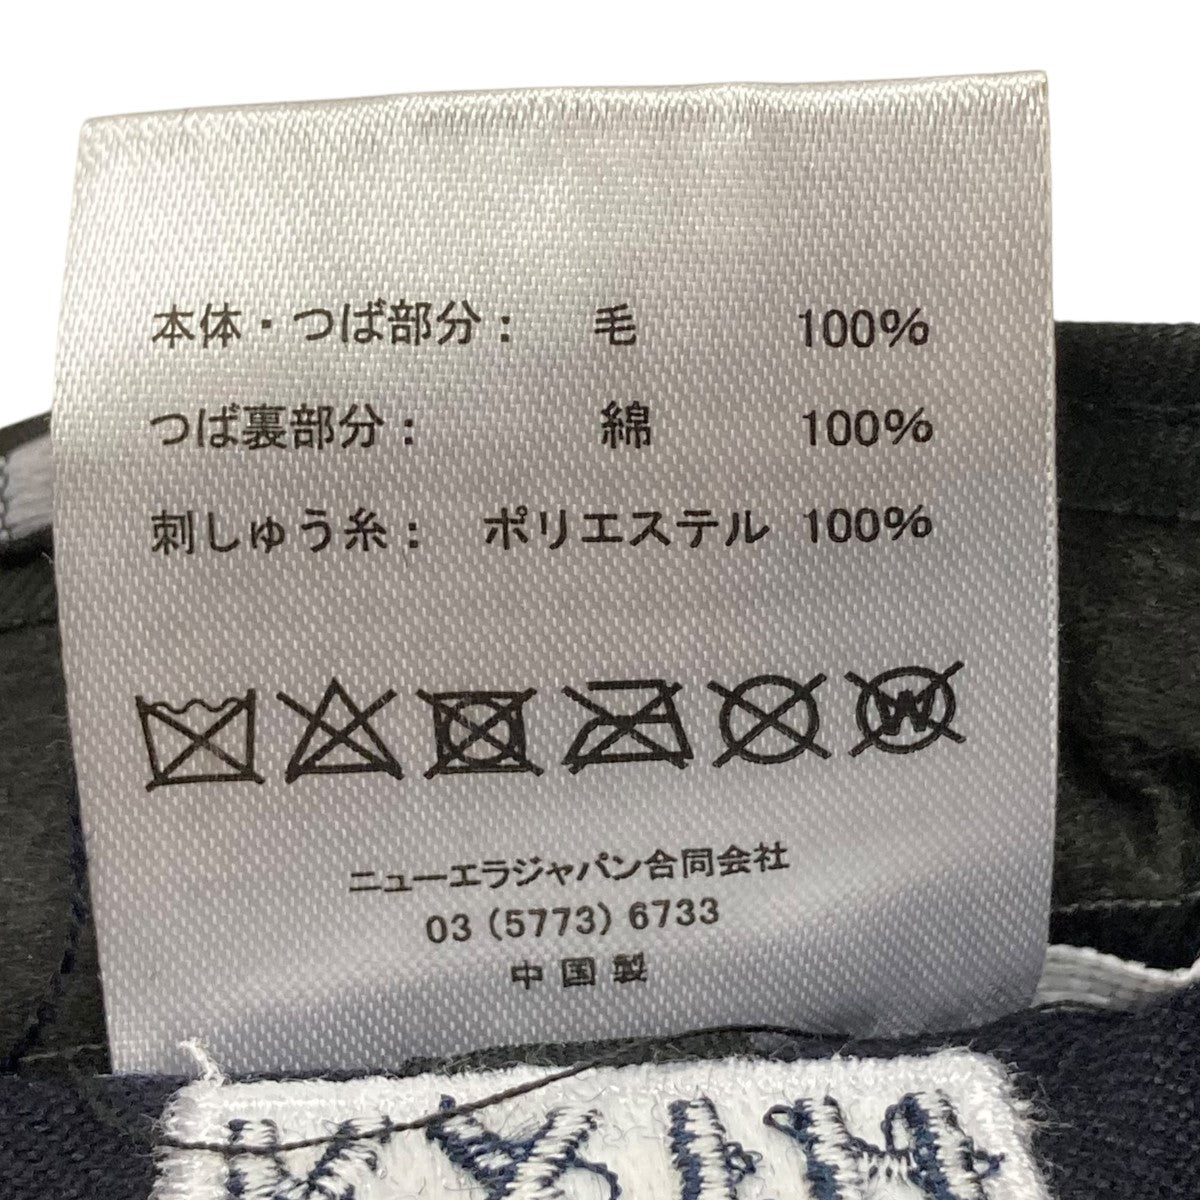 本体・つば部分： 毛 100%
つば裏部分： 綿 100%
刺しゅう糸： ポリエステル 100%
W
ニューエラジャパン合同会社
03 (5773) 6733
中国製